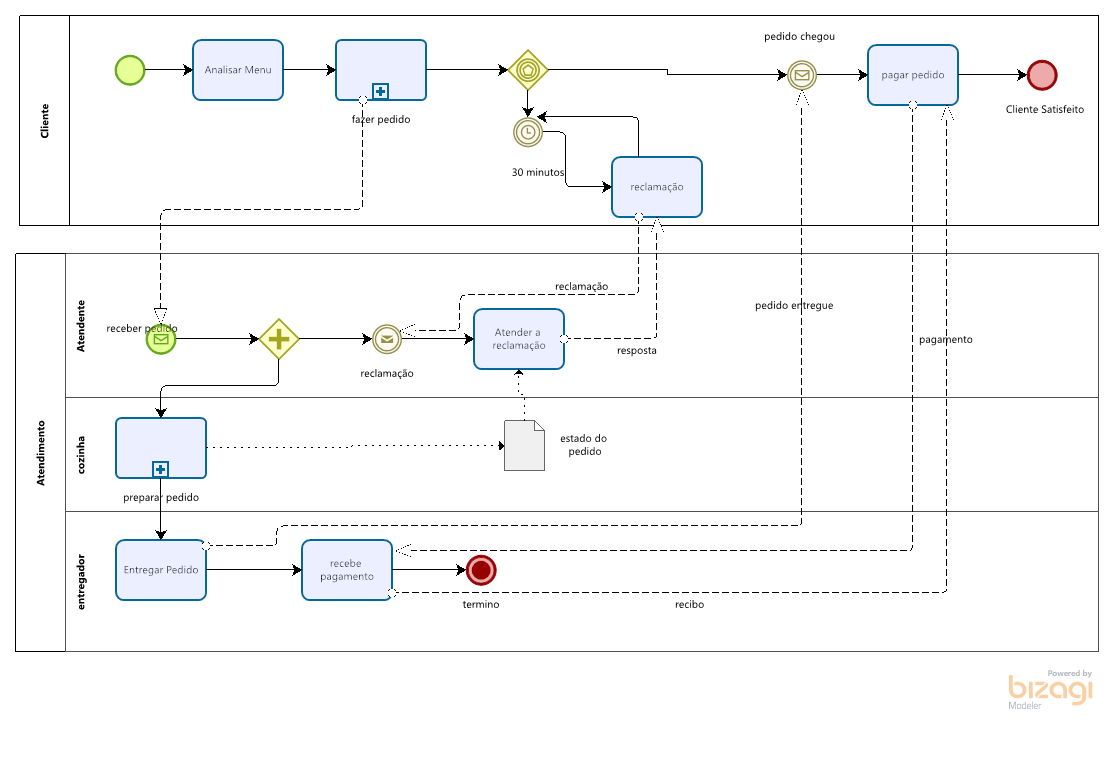 Cliente
Analisar Menu
fazer pedido
30 minutos
reclamação
pedido chegou
pagar pedido
Cliente Satisfeito
Atendimento
Atendente
receber pedido
reclamação
Atender a
reclamação
reclamação
resposta
pedido entregue
pagamento
cozinha
preparar pedido
estado do
pedido
entregador
Entregar Pedido
recebe
pagamento
termino
recibo
Powered by
bizagi
Modeler